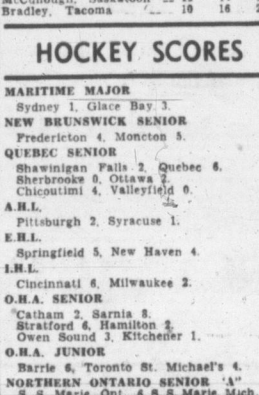 Bradley, Tacoma 10 16
HOCKEY SCORES
MARITIME MAJOR
Sydney 1, Glace Bay 3.
NEW BRUNSWICK SENIOR
Fredericton 4, Moncton 5.
QUEBEC SENIOR
Shawinigan Falls 2, Quebec 6.
Sherbrooke 0, Ottawa 2.
Chicoutimi 4, Valleyfield 0.
A.H.L.
Pittsburgh 2, Syracuse 1.
E.H.L.
Springfield 5, New Haven 4.
I.H.L.
Cincinnati 6, Milwaukee 2.
O.H.A. SENIOR
Catham 2, Sarnia 8.
Stratford 6, Hamilton 2.
Owen Sound 3, Kitchener 1.
O.H.A. JUNIOR
Barrie 6, Toronto St. Michael's 4.
NORTHERN ONTARIO SENIOR "A"